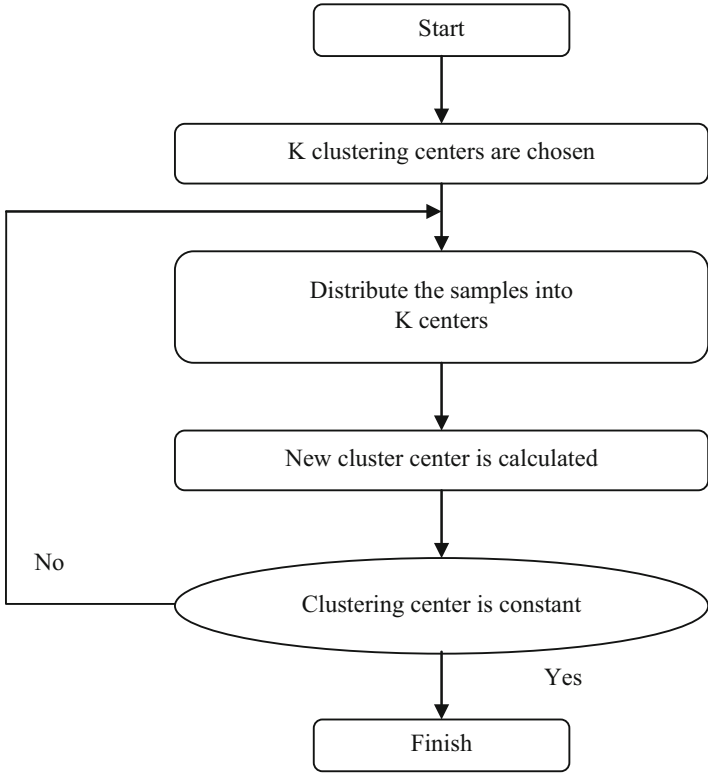 Start
K clustering centers are chosen
Distribute the samples into
K centers
New cluster center is calculated
No
Clustering center is constant
Yes
Finish